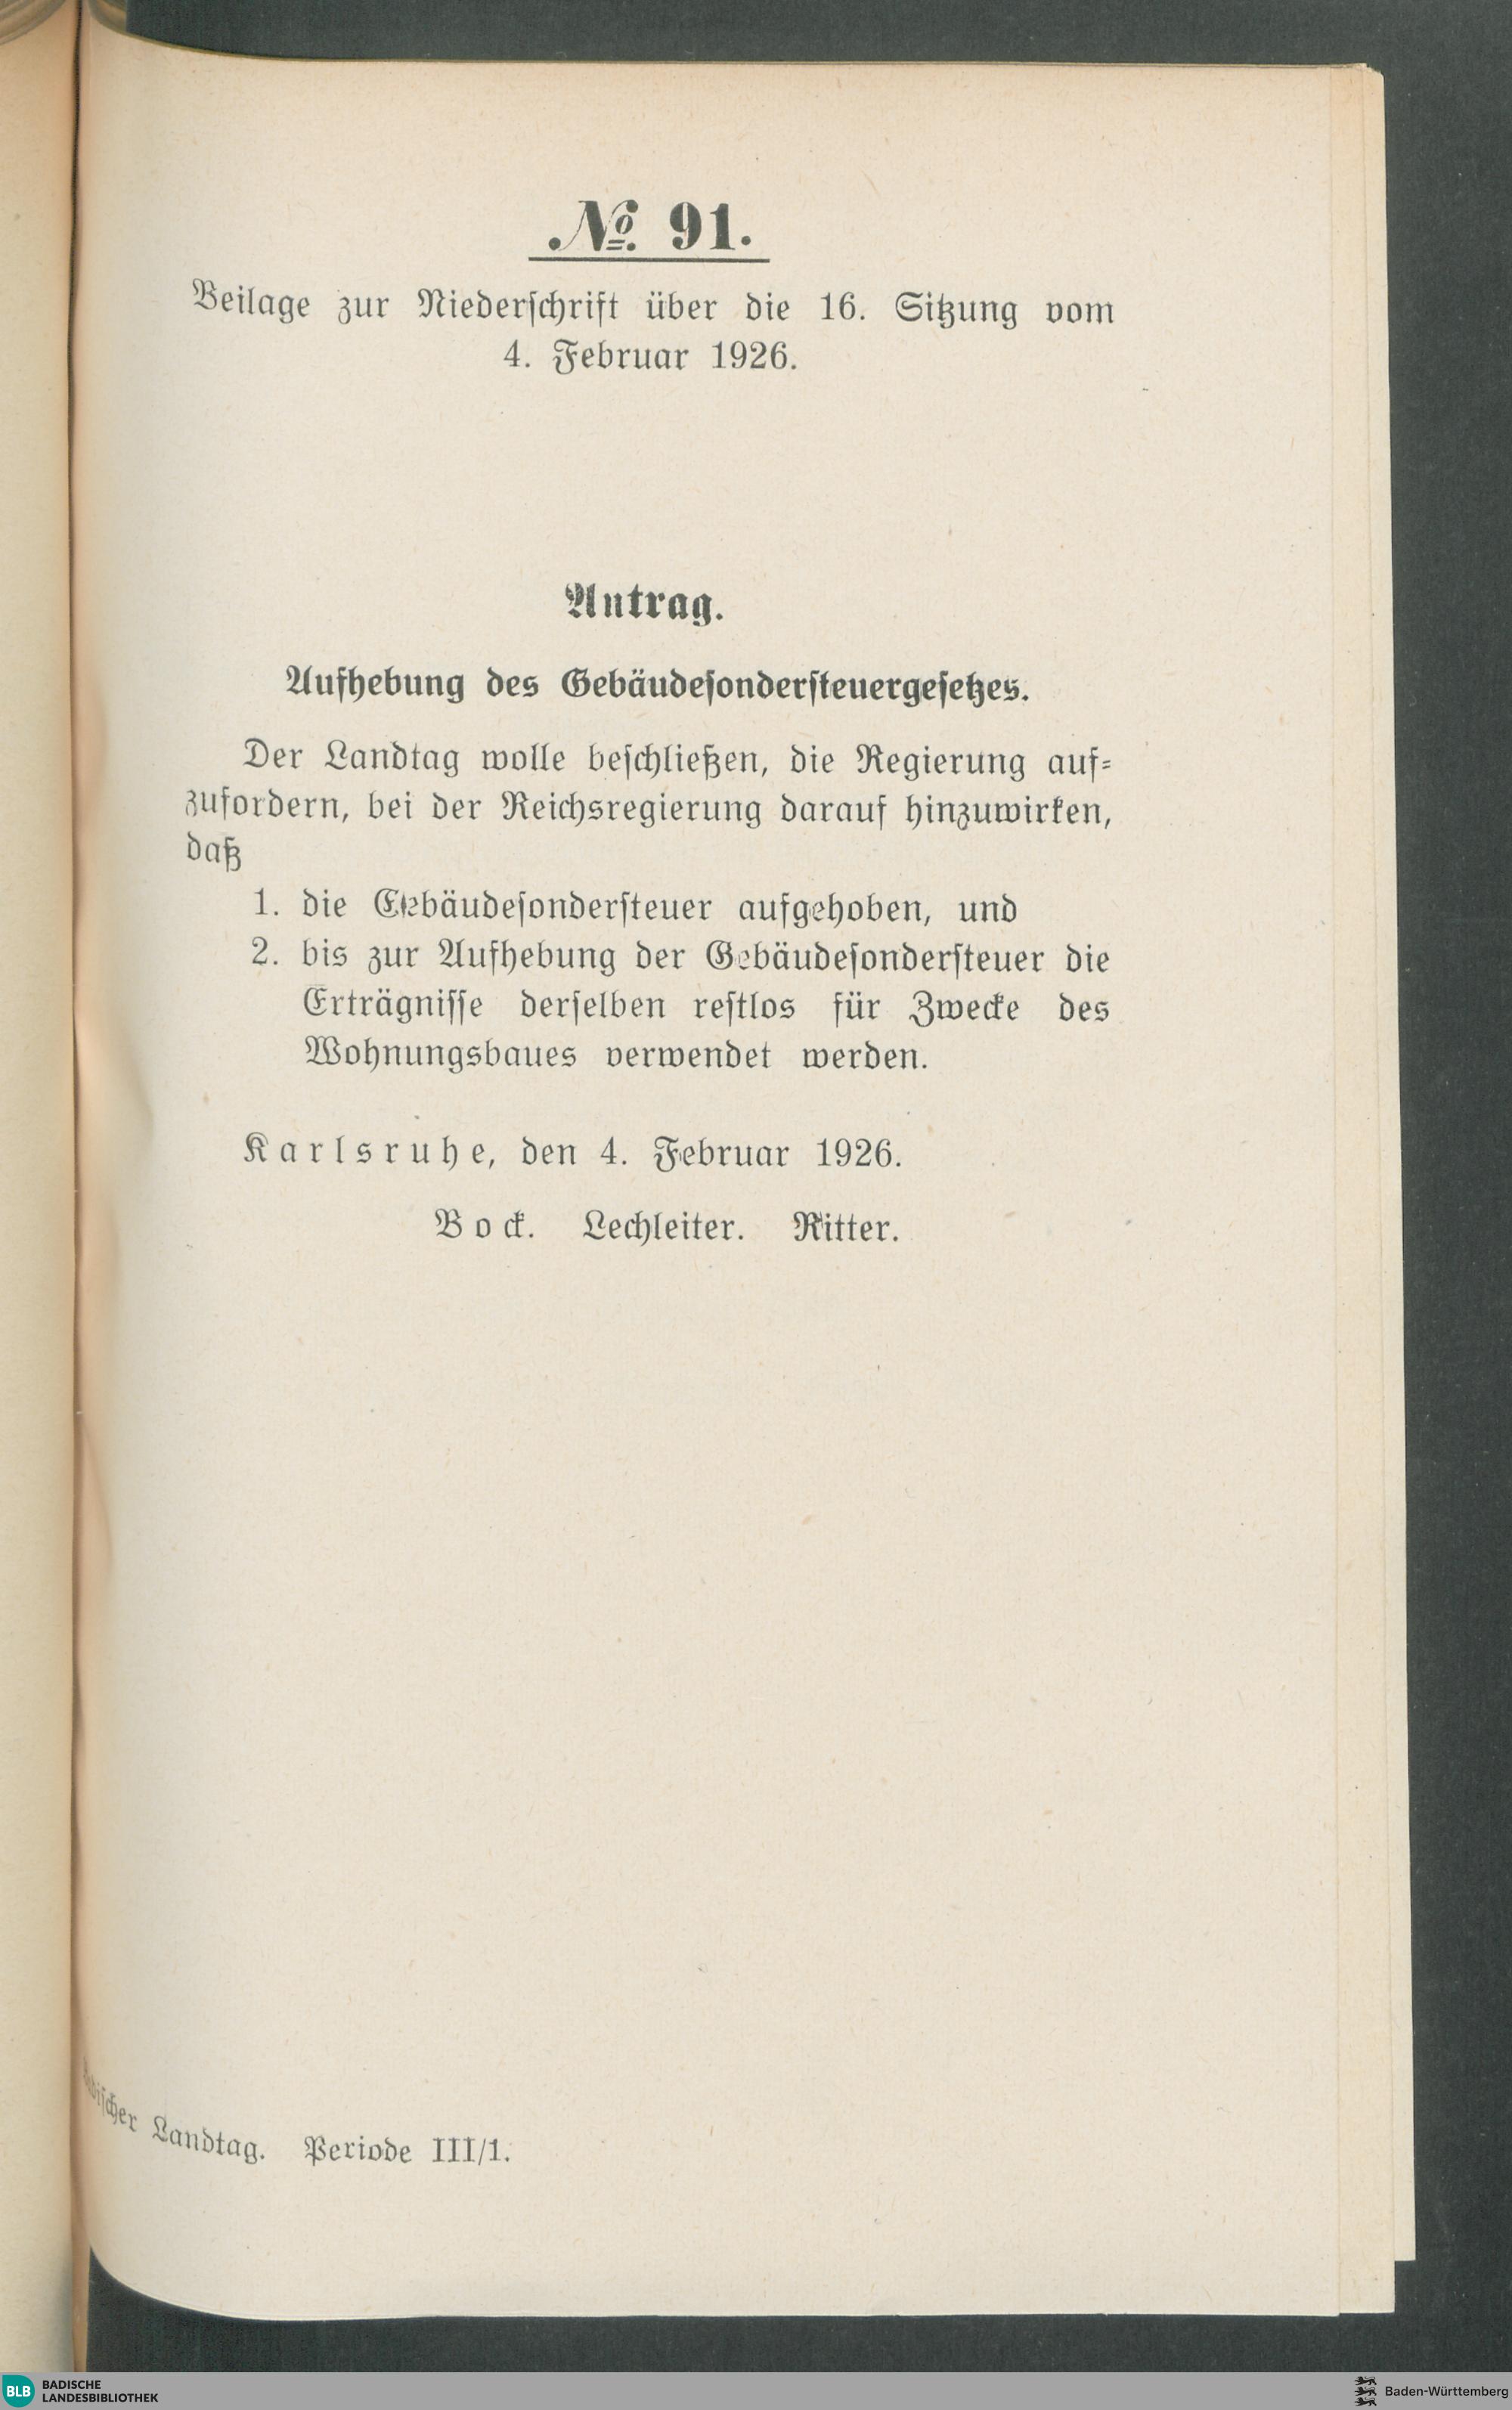 № 91.
Beilage zur Niederschrift über die 16. Sitzung vom
4. Februar 1926.
Antrag.
Aufhebung des Gebäudesondersteuergesetzes.
Der Landtag wolle beschließen, die Regierung auf-
zufordern, bei der Reichsregierung darauf hinzuwirken,
daß
1. die Gebäudesondersteuer aufgehoben, und
2. bis zur Aufhebung der Gebäudesondersteuer die
Erträgnisse derselben restlos für Zwecke des
Wohnungsbaues verwendet werden.
Karlsruhe, den 4. Februar 1926.
Bock. Lechleiter. Ritter.
Badischer Landtag. Periode III/1.
BLB BADISCHE
LANDESBIBLIOTHEK
Baden-Württemberg